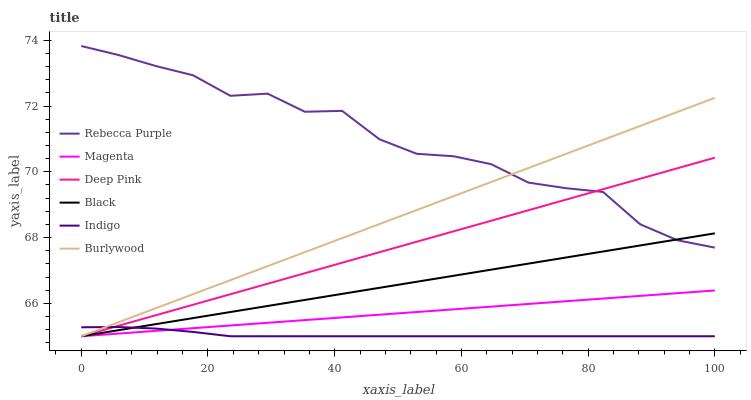 title
74
72
70
68
66
0 20 40 60 80 100
xaxis_label
yaxis_label
Rebecca Purple
Magenta
Deep Pink
Black
Indigo
Burlywood